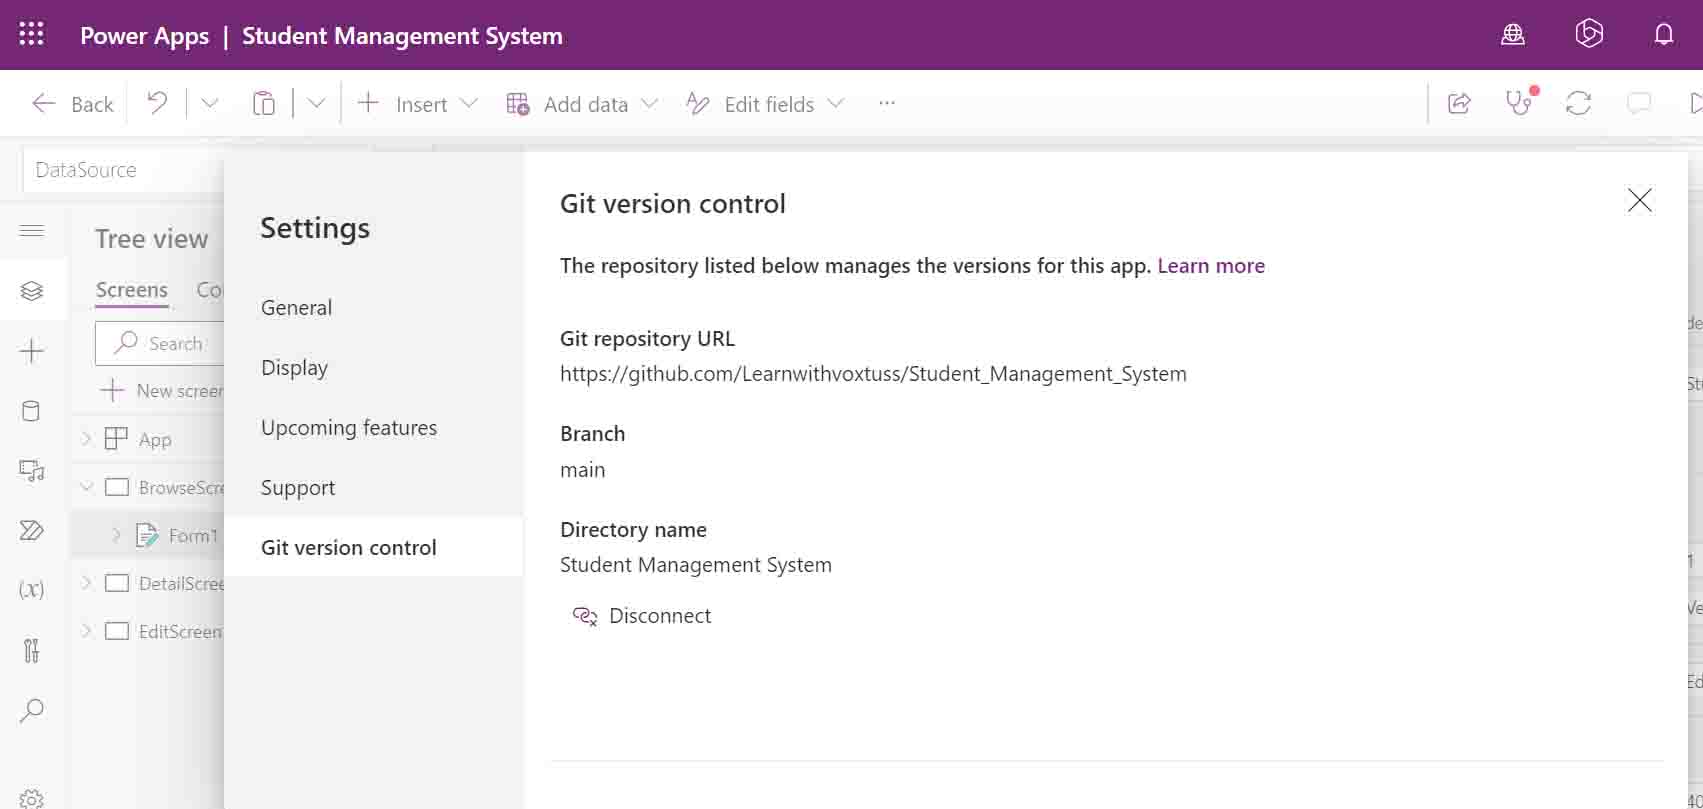 Power Apps | Student Management System
Back Insert Add data Edit fields ...
DataSource
Tree view
Screens Co
Search
New screen
App
BrowseScre
Form1
DetailScree
EditScreen
Settings
General
Display
Upcoming features
Support
Git version control
Git version control
The repository listed below manages the versions for this app. Learn more
Git repository URL
https://github.com/Learnwithvoxtuss/Student_Management_System
Branch
main
Directory name
Student Management System
Disconnect
(x)